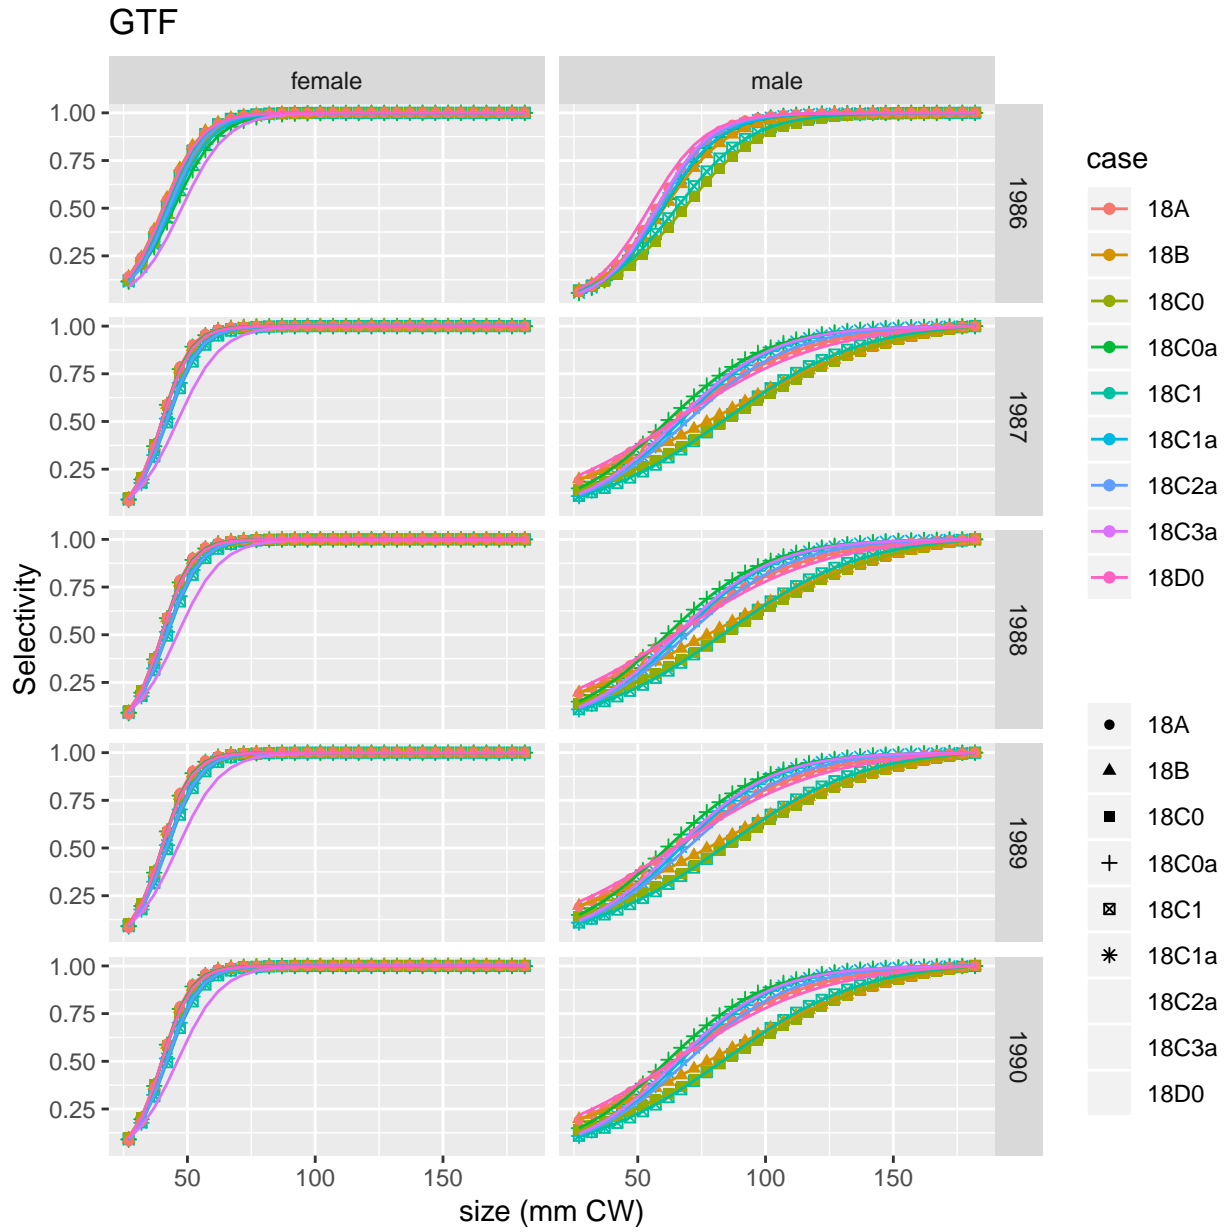 GTF
female
male
1.00
0.75
0.50
0.25
1986
1.00
0.75
0.50
0.25
1987
1.00
0.75
0.50
0.25
1988
1.00
0.75
0.50
0.25
1989
1.00
0.75
0.50
0.25
1990
Selectivity
50
100
150
50
100
150
size (mm CW)
case
18A
18B
18C0
18C0a
18C1
18C1a
18C2a
18C3a
18D0
18A
18B
18C0
18C0a
18C1
18C1a
18C2a
18C3a
18D0